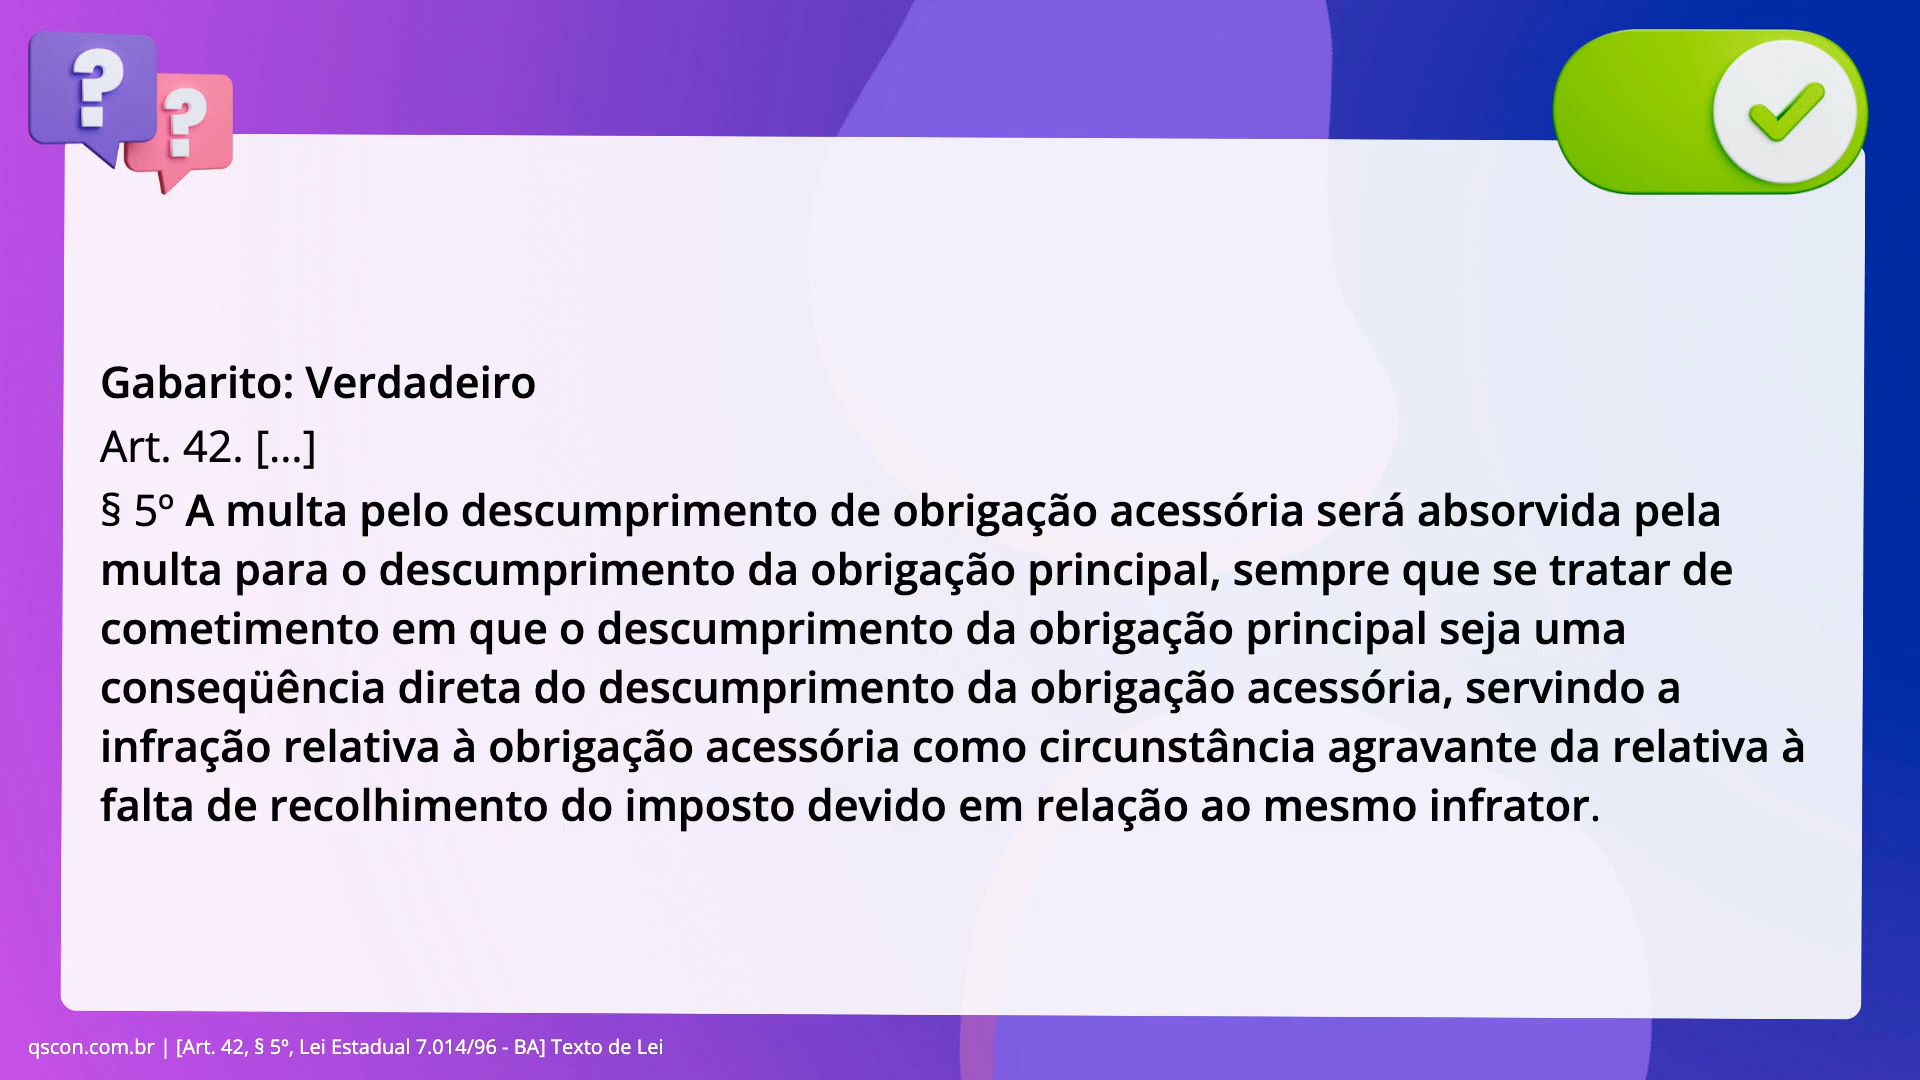 ? ?
Gabarito: Verdadeiro
Art. 42. [...]
§ 5º A multa pelo descumprimento de obrigação acessória será absorvida pela
multa para o descumprimento da obrigação principal, sempre que se tratar de
cometimento em que o descumprimento da obrigação principal seja uma
conseqüência direta do descumprimento da obrigação acessória, servindo a
infração relativa à obrigação acessória como circunstância agravante da relativa à
falta de recolhimento do imposto devido em relação ao mesmo infrator.
qscon.com.br | [Art. 42, § 5º, Lei Estadual 7.014/96 - BA] Texto de Lei